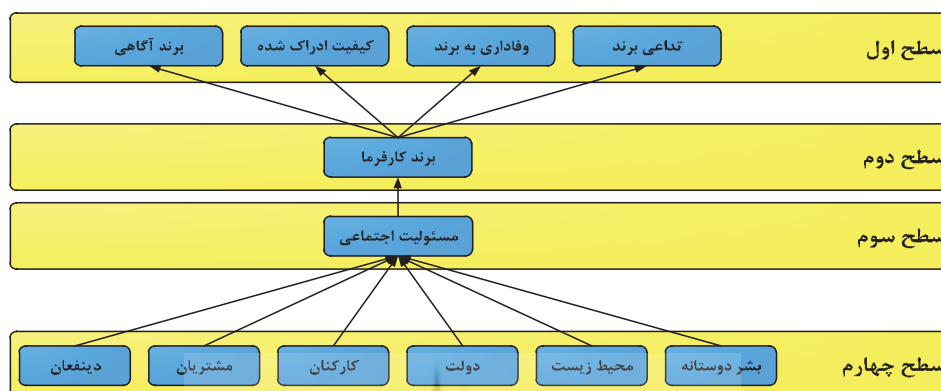 سطح اول
تداعی برند
وفاداری به برند
کیفیت ادراک شده
برند آگاهی
سطح دوم
برند کارفرما
سطح سوم
مسئولیت اجتماعی
سطح چهارم
بشر دوستانه
محیط زیست
دولت
کارکنان
مشتریان
دینفعان